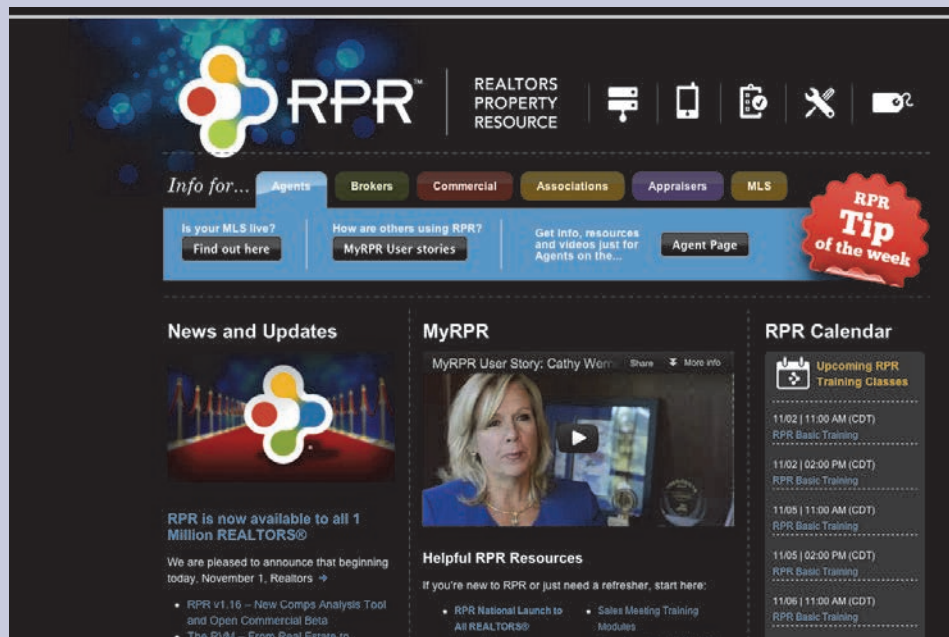 RPR™
REALTORS
PROPERTY
RESOURCE
Info for...
Agents
Brokers
Commercial
Associations
Appraisers
MLS
Is your MLS live?
Find out here
How are others using RPR?
MyRPR User stories
Get info, resources
and videos just for
Agents on the...
Agent Page
RPR
Tip
of the week
News and Updates
RPR is now available to all 1
Million REALTORS®
We are pleased to announce that beginning
today, November 1, Realtors →
• RPR v1.16 – New Comps Analysis Tool
and Open Commercial Beta
• The RVM – From Real Estate to
MyRPR
MyRPR User Story: Cathy
Share
More info
Helpful RPR Resources
If you're new to RPR or just need a refresher, start here:
• RPR National Launch to
All REALTORS®
• Sales Meeting Training
Modules
RPR Calendar
Upcoming RPR
Training Classes
11/02 | 11:00 AM (CDT)
RPR Basic Training
11/02 | 02:00 PM (CDT)
RPR Basic Training
11/05 | 11:00 AM (CDT)
RPR Basic Training
11/05 | 02:00 PM (CDT)
RPR Basic Training
11/06 | 11:00 AM (CDT)
RPR Basic Training